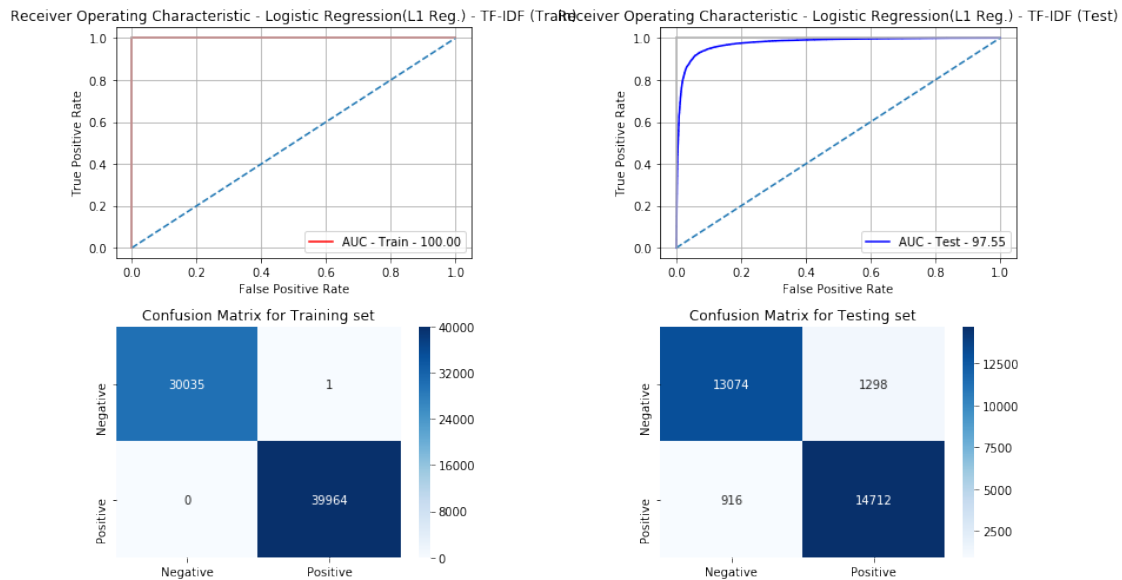 Receiver Operating Characteristic - Logistic Regression(L1 Reg.) - TF-IDF (Train)
Receiver Operating Characteristic - Logistic Regression(L1 Reg.) - TF-IDF (Test)
1.0
0.8
0.6
0.4
0.2
0.0
True Positive Rate
AUC - Train - 100.00
0.0 0.2 0.4 0.6 0.8 1.0
False Positive Rate
1.0
0.8
0.6
0.4
0.2
0.0
True Positive Rate
AUC - Test - 97.55
0.0 0.2 0.4 0.6 0.8 1.0
False Positive Rate
Confusion Matrix for Training set
Negative
30035 1
Positive
0 39964
Negative Positive
40000
32000
24000
16000
8000
0
Confusion Matrix for Testing set
Negative
13074 1298
Positive
916 14712
Negative Positive
12500
10000
7500
5000
2500